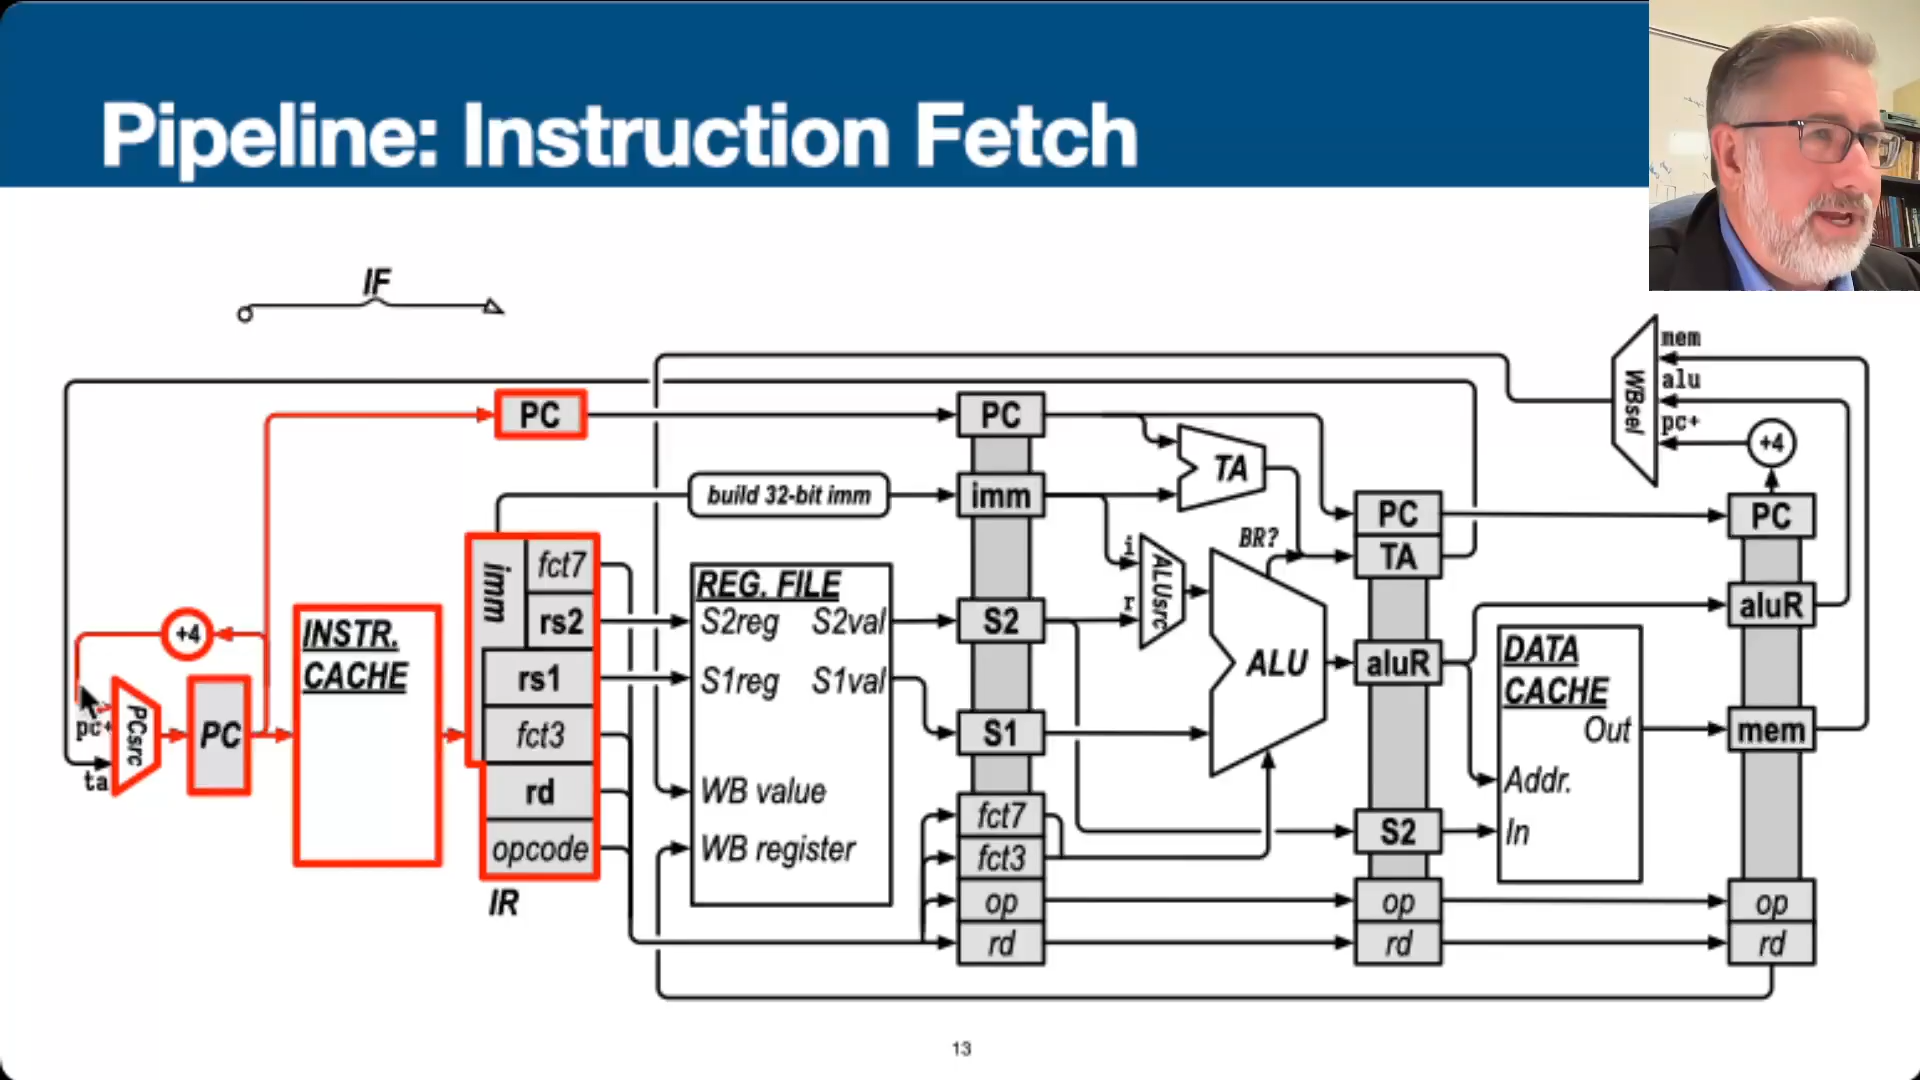 Pipeline: Instruction Fetch
IF
mem
alu
pc+
WBsel
+4
PC
PC
TA
build 32-bit imm
imm
PC
PC
TA
BR?
ALUsrc
imm
fct7
rs2
rs1
fct3
rd
opcode
IR
REG. FILE
S2reg S2val
S1reg S1val
WB value
WB register
S2
S1
fct7
fct3
op
rd
ALU
aluR
S2
op
rd
DATA
CACHE
Out
Addr.
In
aluR
mem
op
rd
+4
INSTR.
CACHE
pc+
ta
PCsrc
PC
13